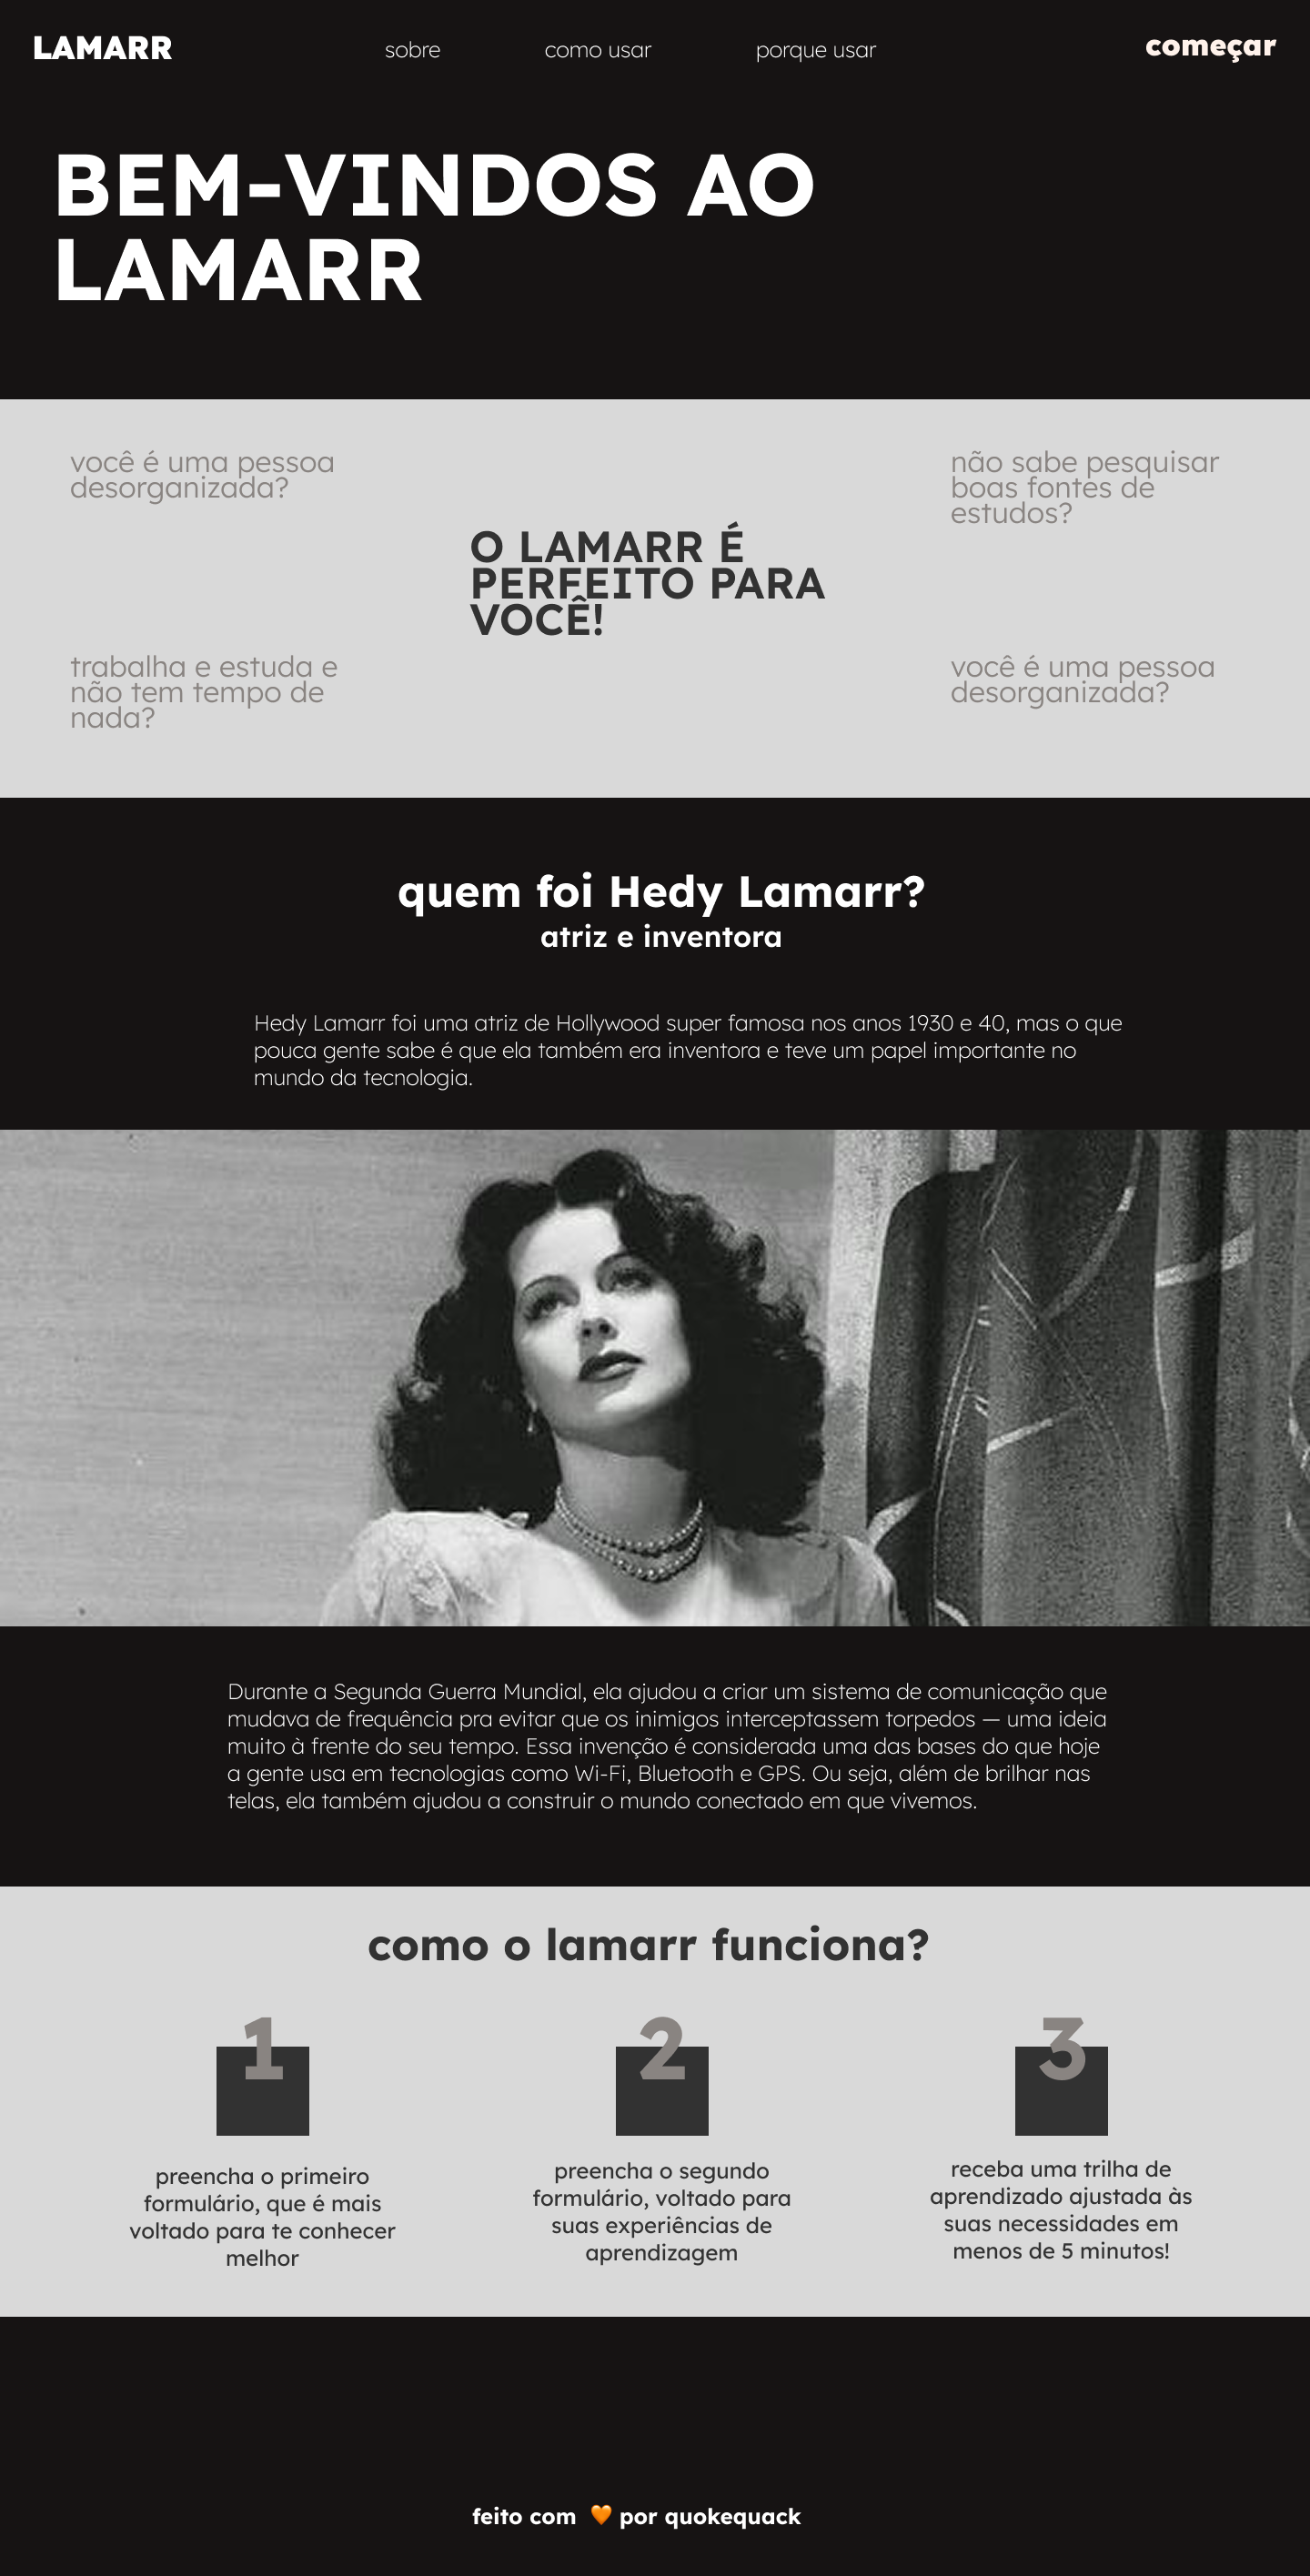 LAMARR
sobre
como usar
porque usar
começar
BEM-VINDOS AO
LAMARR
você é uma pessoa
desorganizada?
não sabe pesquisar
boas fontes de
estudos?
O LAMARR É
PERFEITO PARA
VOCÊ!
trabalha e estuda e
não tem tempo de
nada?
você é uma pessoa
desorganizada?
quem foi Hedy Lamarr?
atriz e inventora
Hedy Lamarr foi uma atriz de Hollywood super famosa nos anos 1930 e 40, mas o que
pouca gente sabe é que ela também era inventora e teve um papel importante no
mundo da tecnologia.
Durante a Segunda Guerra Mundial, ela ajudou a criar um sistema de comunicação que
mudava de frequência pra evitar que os inimigos interceptassem torpedos — uma ideia
muito à frente do seu tempo. Essa invenção é considerada uma das bases do que hoje
a gente usa em tecnologias como Wi-Fi, Bluetooth e GPS. Ou seja, além de brilhar nas
telas, ela também ajudou a construir o mundo conectado em que vivemos.
como o lamarr funciona?
1
preencha o primeiro
formulário, que é mais
voltado para te conhecer
melhor
2
preencha o segundo
formulário, voltado para
suas experiências de
aprendizagem
3
receba uma trilha de
aprendizado ajustada às
suas necessidades em
menos de 5 minutos!
feito com 🧡 por quokequack